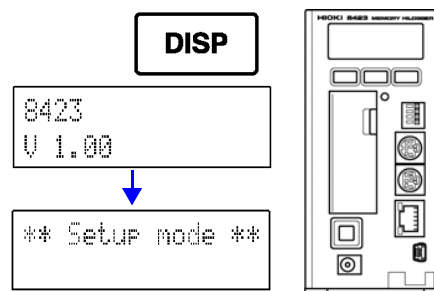 DISP
8423
V 1.00
** Setup mode **
HIOKI 8423 MEMORY HiLOGGER